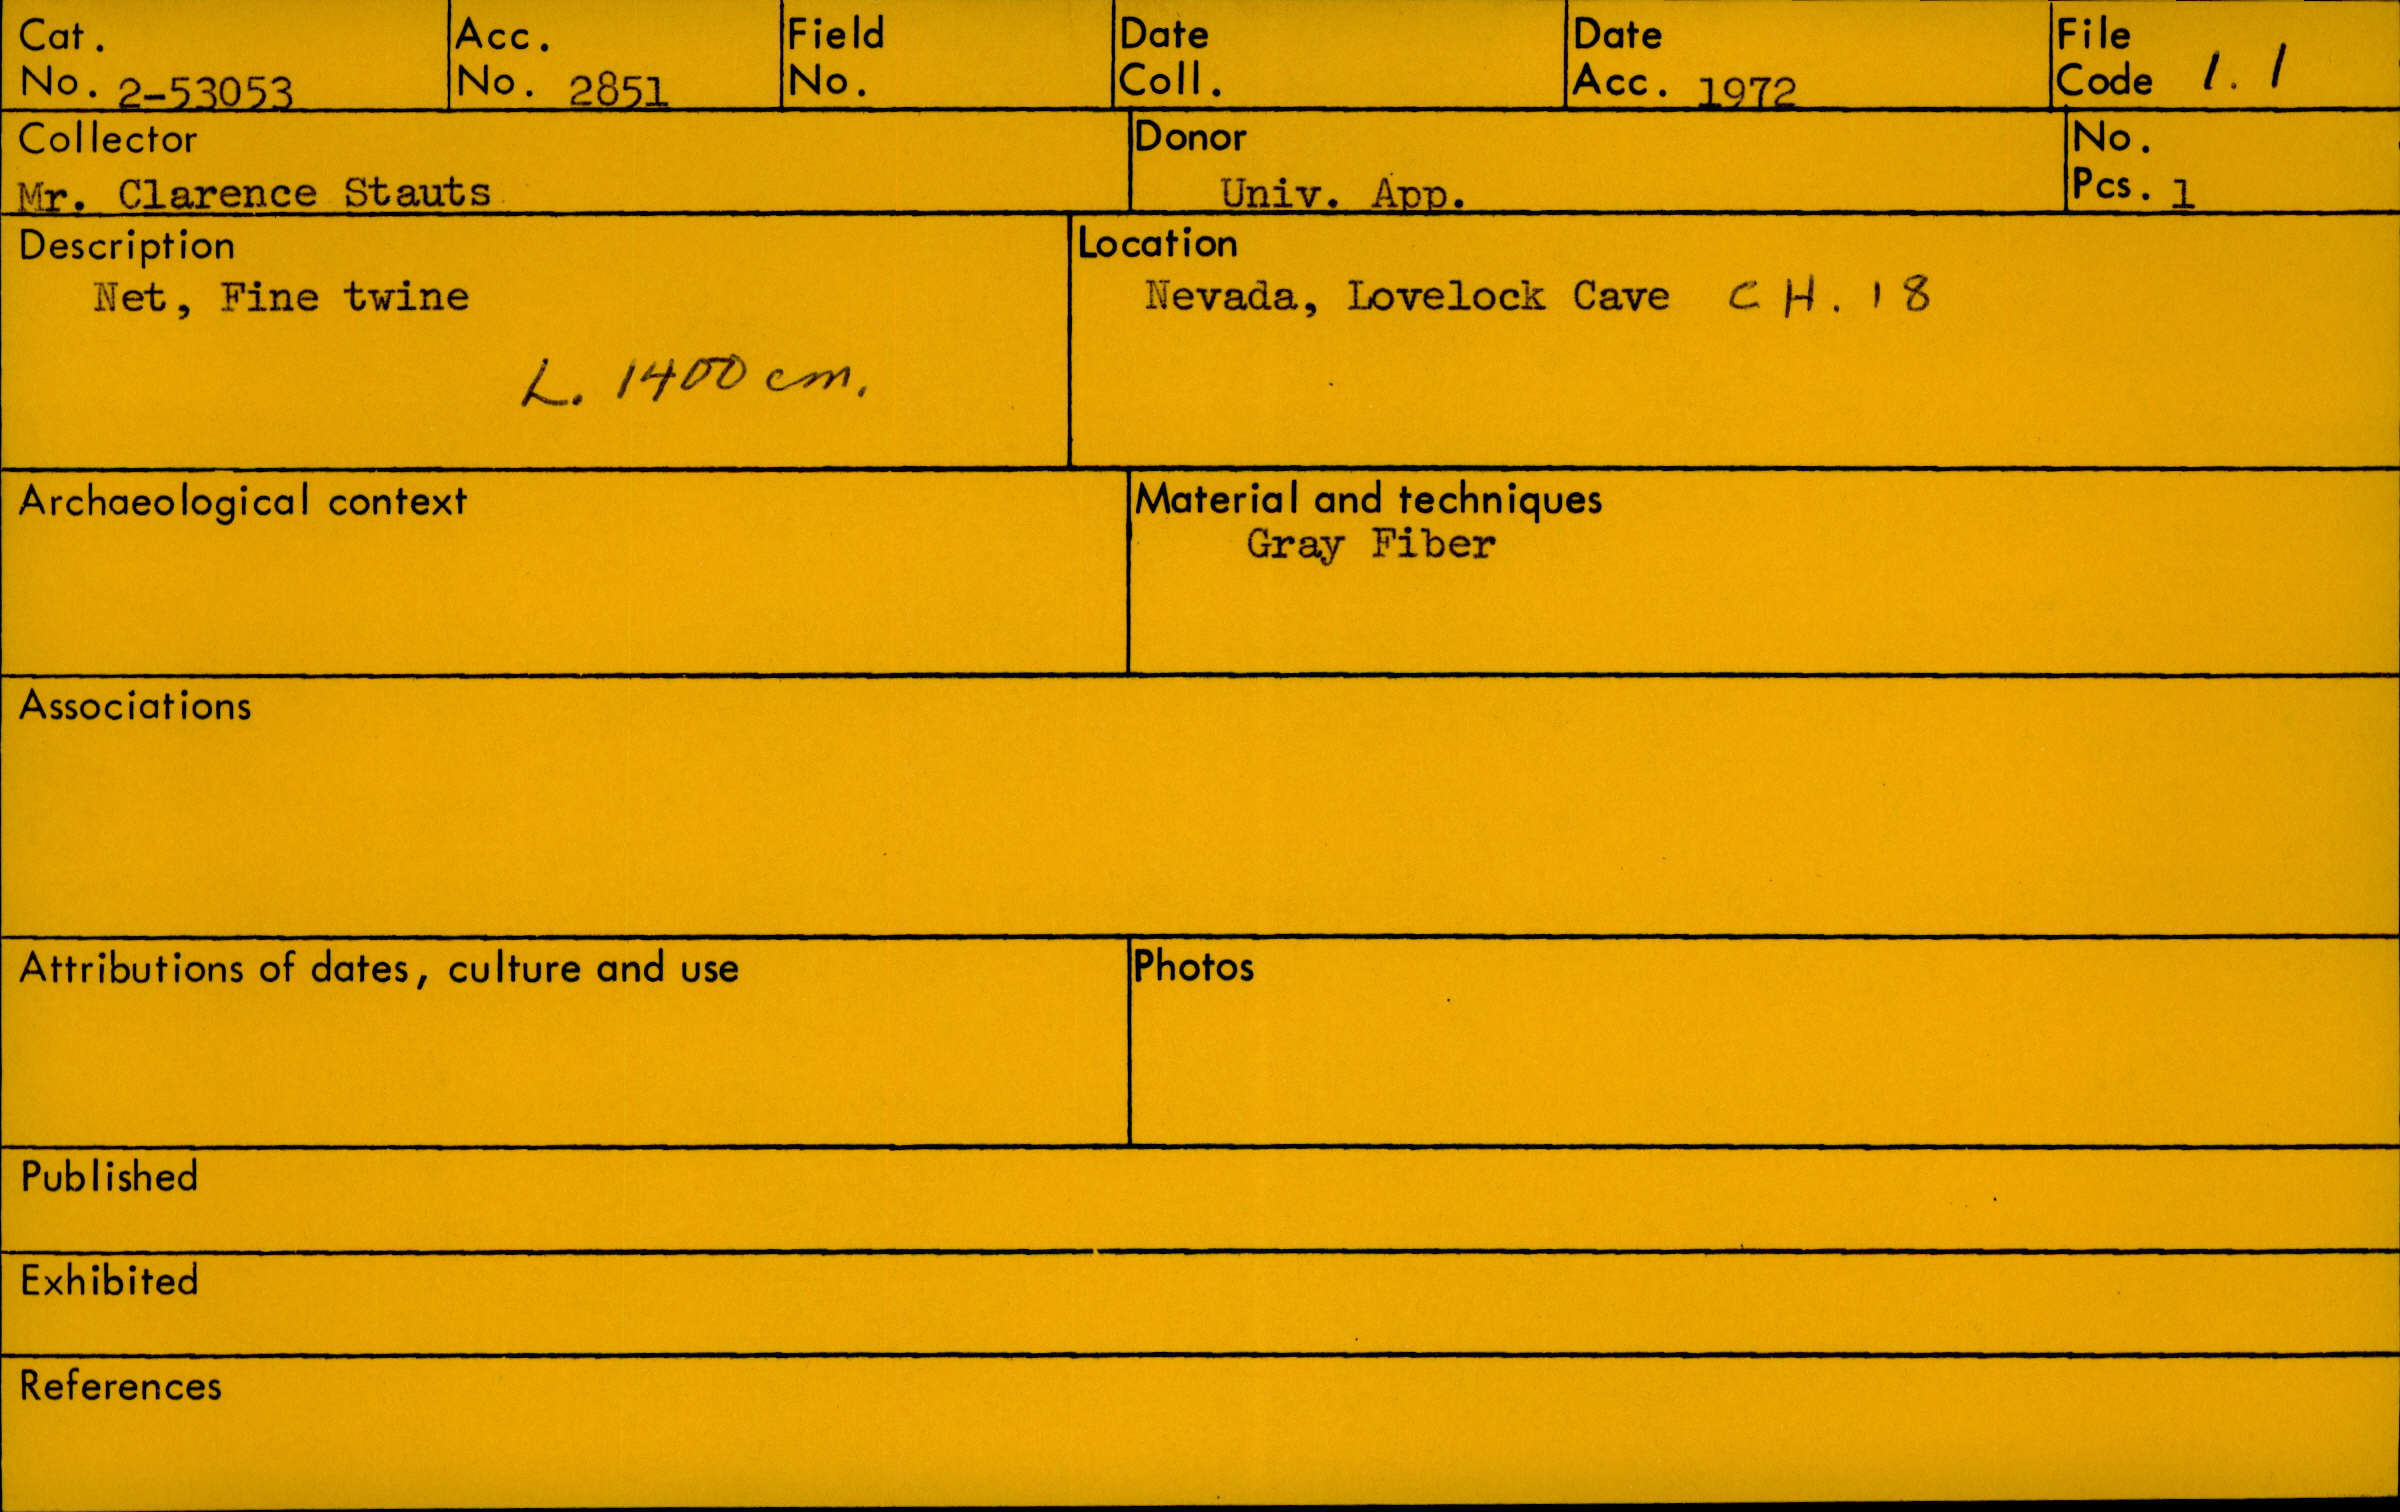 Cat.
No. 2-53053
Acc.
No. 2851
Field
No.
Date
Coll.
Date
Acc. 1972
File
Code 1.1
Collector
Mr. Clarence Stauts
Donor
Univ. App.
No.
Pcs. 1
Description
Net, Fine twine
L. 1400 cm.
Location
Nevada, Lovelock Cave CH. 18
Archaeological context
Material and techniques
Gray Fiber
Associations
Attributions of dates, culture and use
Photos
Published
Exhibited
References